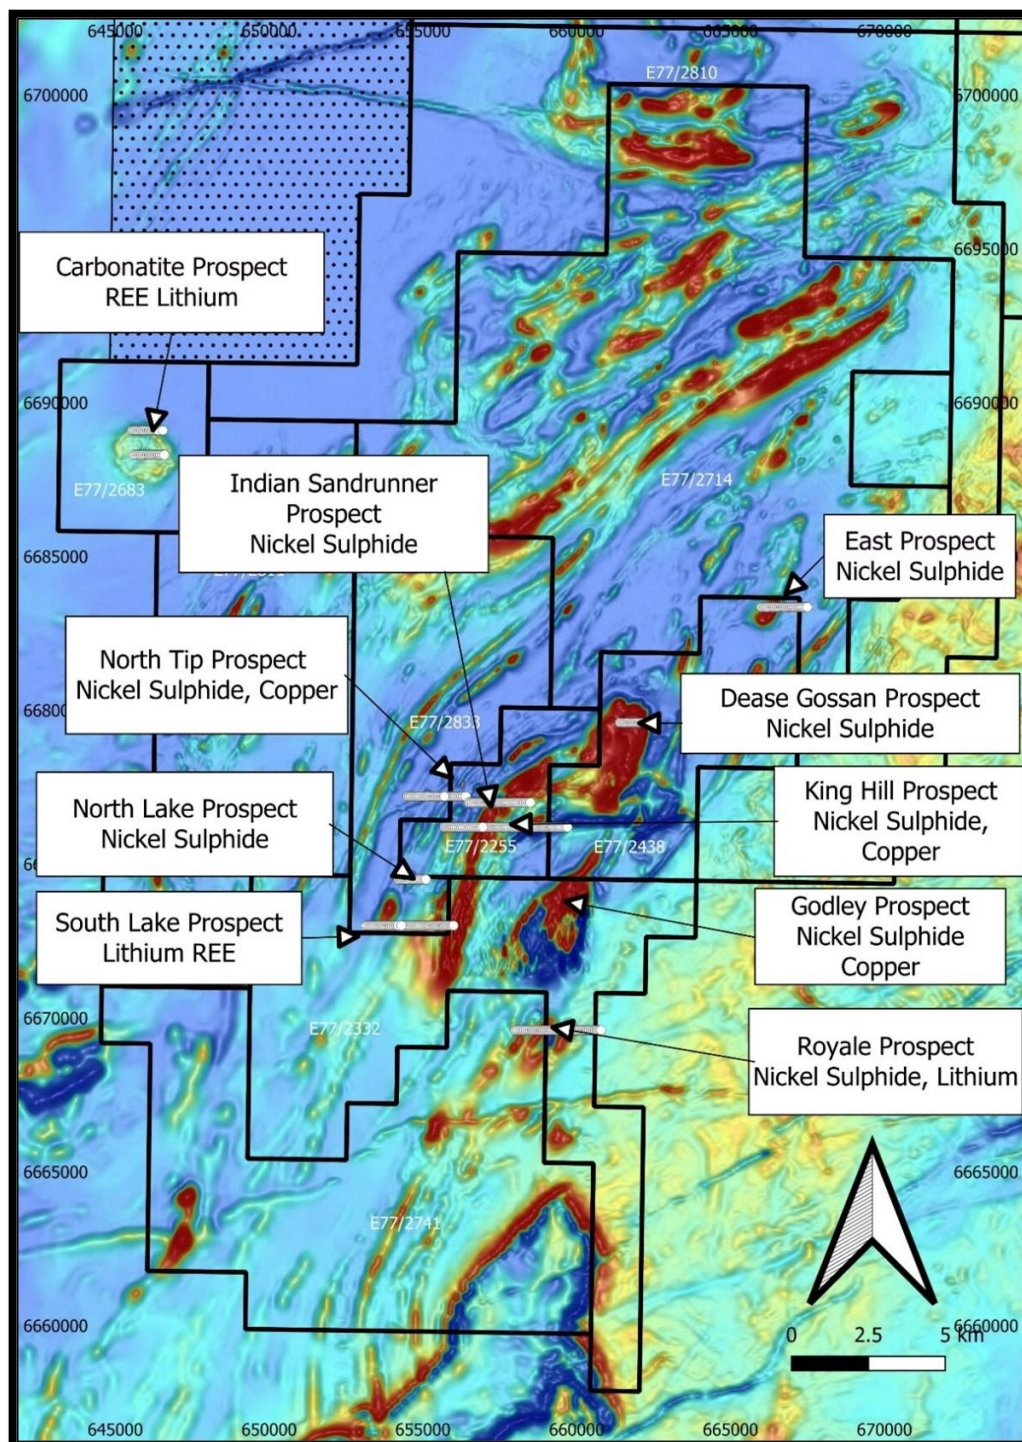 645000
650000
655000
660000
665000
670000
E77/2810
6700000
6700000
Carbonatite Prospect
REE Lithium
6695000
6690000
6690000
Indian Sandrunner
Prospect
Nickel Sulphide
E77/2683
E77/2714
East Prospect
Nickel Sulphide
6685000
North Tip Prospect
Nickel Sulphide, Copper
Dease Gossan Prospect
Nickel Sulphide
E77/2833
North Lake Prospect
Nickel Sulphide
King Hill Prospect
Nickel Sulphide,
Copper
E77/2255
E77/2438
South Lake Prospect
Lithium REE
Godley Prospect
Nickel Sulphide
Copper
6670000
E77/2332
Royale Prospect
Nickel Sulphide, Lithium
6665000
6665000
E77/2741
6660000
6660000
0
2.5
5 km
645000
650000
655000
660000
665000
670000